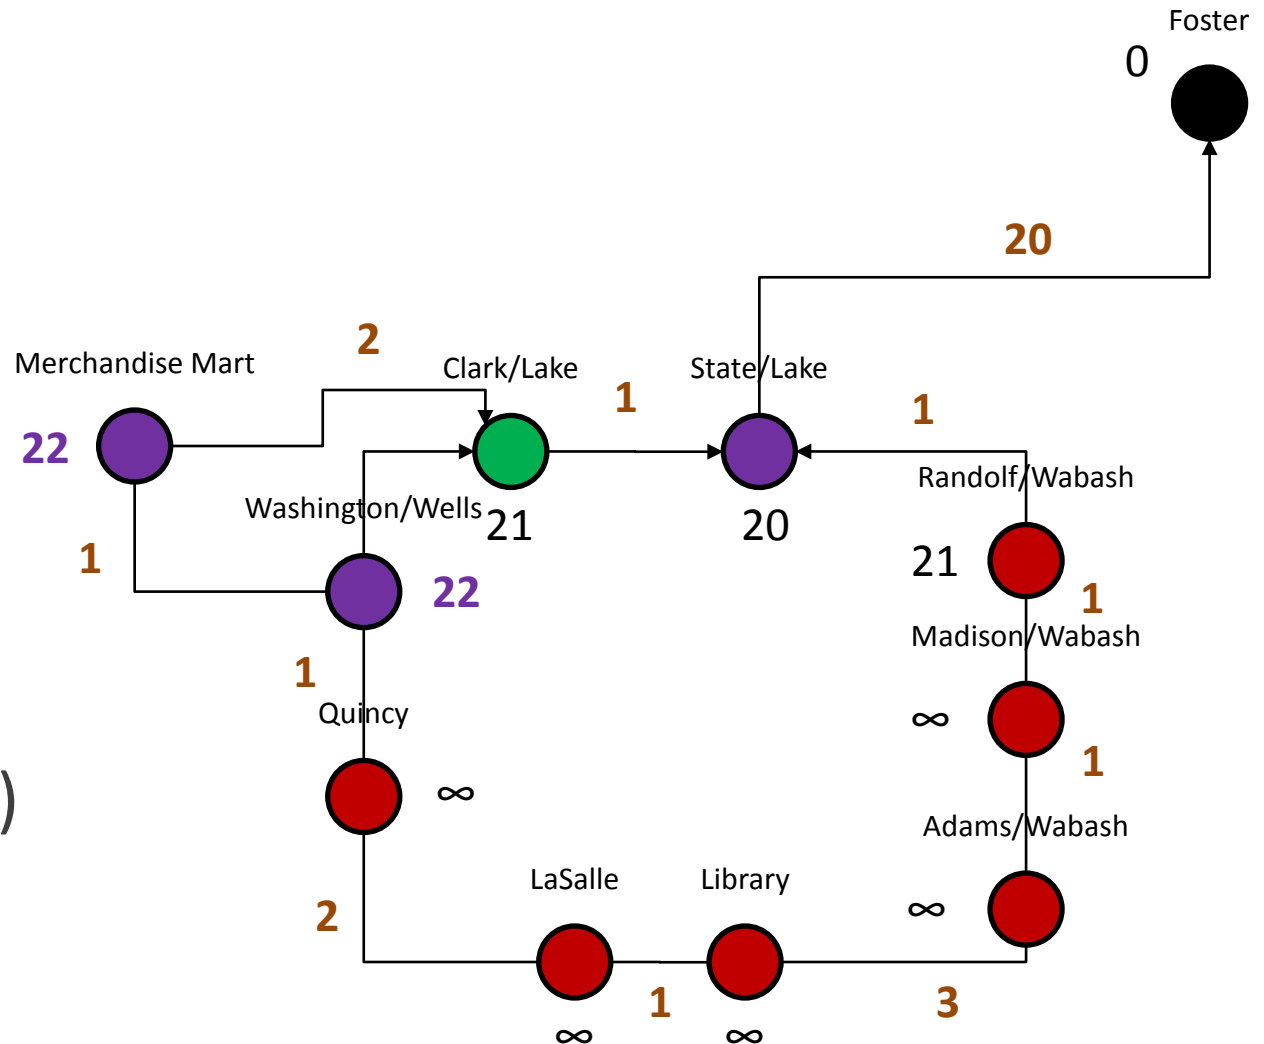 Foster
0
20
2
Merchandise Mart
Clark/Lake
State/Lake
1
1
22
Randolf/Wabash
Washington/Wells
21
20
1
21
22
1
Madison/Wabash
1
Quincy
∞
1
∞
)
Adams/Wabash
LaSalle
Library
∞
2
1
3
∞
∞